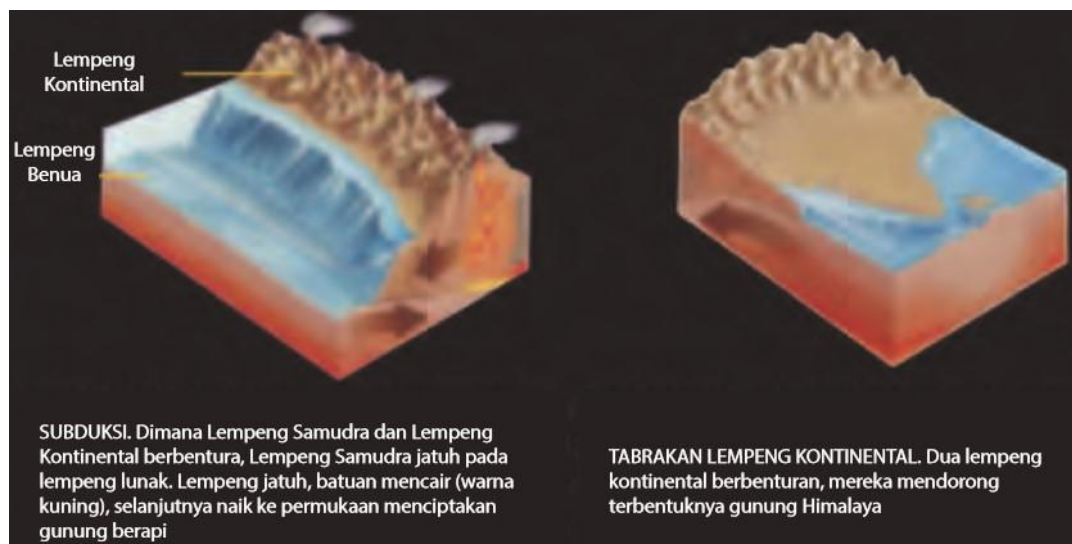 Lempeng
Kontinental
Lempeng
Benua
SUBDUKSI. Dimana Lempeng Samudra dan Lempeng
Kontinental berbentura, Lempeng Samudra jatuh pada
lempeng lunak. Lempeng jatuh, batuan mencair (warna
kuning), selanjutnya naik ke permukaan menciptakan
gunung berapi
TABRAKAN LEMPENG KONTINENTAL. Dua lempeng
kontinental berbenturan, mereka mendorong
terbentuknya gunung Himalaya